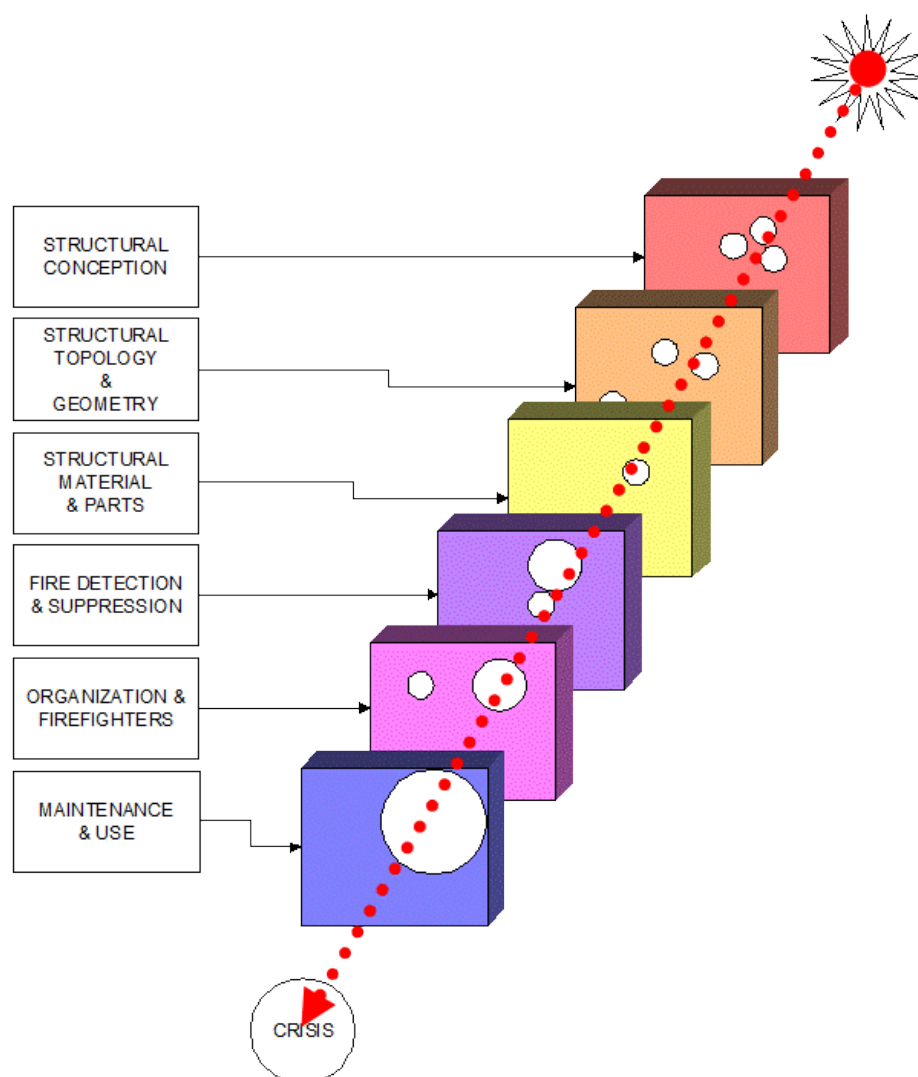 STRUCTURAL
CONCEPTION
STRUCTURAL
TOPOLOGY
&
GEOMETRY
STRUCTURAL
MATERIAL
& PARTS
FIRE DETECTION
& SUPPRESSION
ORGANIZATION &
FIREFIGHTERS
MAINTENANCE
& USE
CRISIS